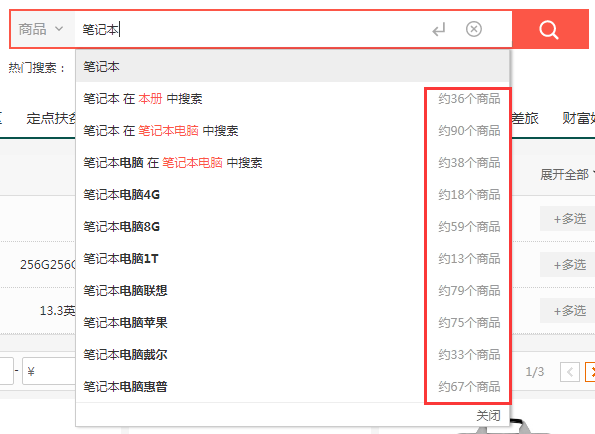 商品 笔记本
热门搜索：
笔记本
笔记本 在 本册 中搜索 约36个商品
定点扶贫 笔记本 在 笔记本电脑 中搜索 约90个商品 差旅 财富
笔记本电脑 在 笔记本电脑 中搜索 约38个商品
展开全部
笔记本电脑4G 约18个商品
+多选
笔记本电脑8G 约59个商品
256G256G 笔记本电脑1T 约13个商品 +多选
笔记本电脑联想 约79个商品
13.3英 +多选
笔记本电脑苹果 约75个商品
笔记本电脑戴尔 约33个商品
- ¥ 1/3
笔记本电脑惠普 约67个商品
关闭